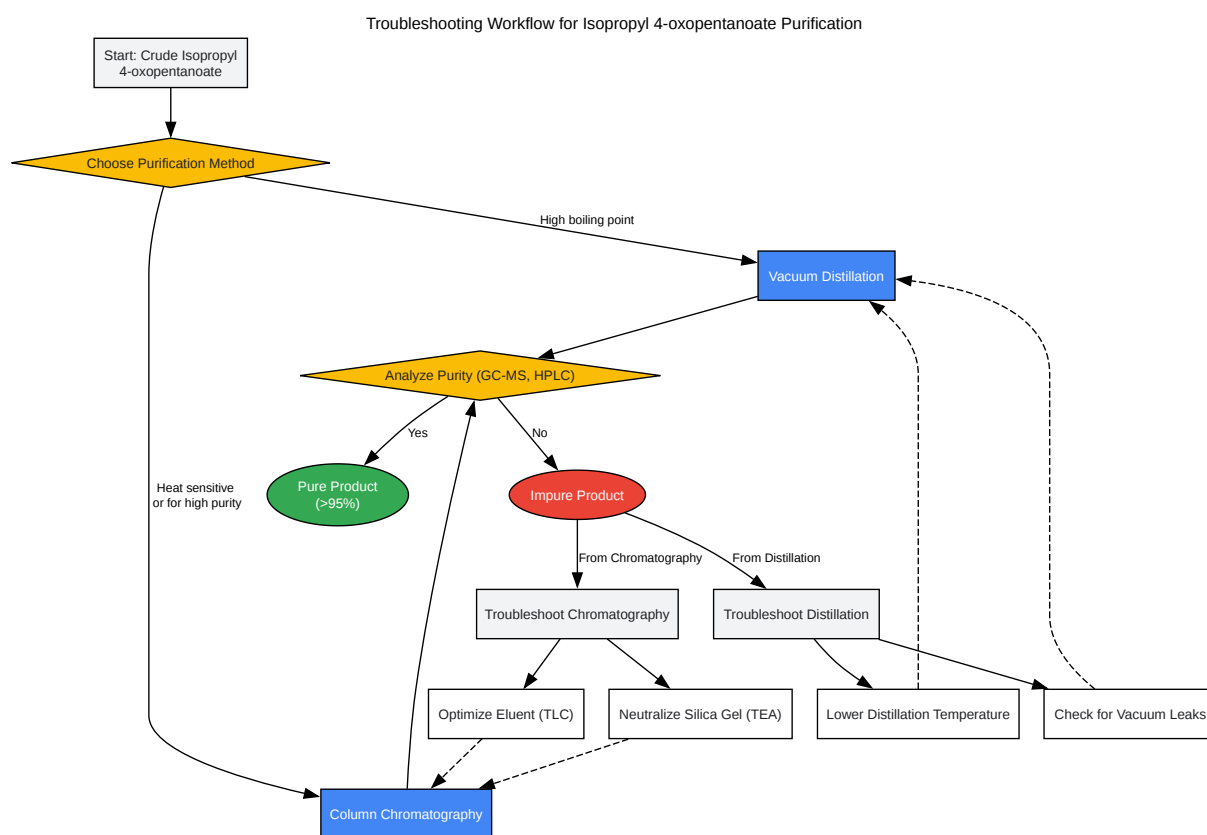 Troubleshooting Workflow for Isopropyl 4-oxopentanoate Purification
Start: Crude Isopropyl
4-oxopentanoate
Choose Purification Method
High boiling point
Vacuum Distillation
Analyze Purity (GC-MS, HPLC)
Yes
No
Heat sensitive
or for high purity
Pure Product
(>95%)
Impure Product
From Chromatography
From Distillation
Troubleshoot Chromatography
Troubleshoot Distillation
Optimize Eluent (TLC)
Neutralize Silica Gel (TEA)
Lower Distillation Temperature
Check for Vacuum Leaks
Column Chromatography